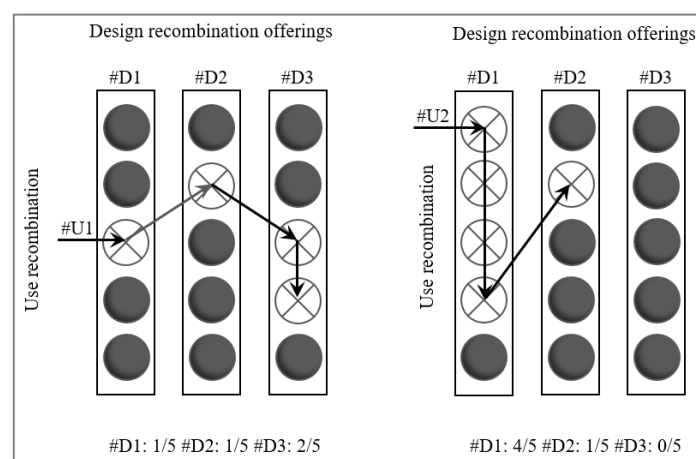 Design recombination offerings
#D1 #D2 #D3
Use recombination
#U1
#D1: 1/5 #D2: 1/5 #D3: 2/5
Design recombination offerings
#D1 #D2 #D3
#U2
Use recombination
#D1: 4/5 #D2: 1/5 #D3: 0/5